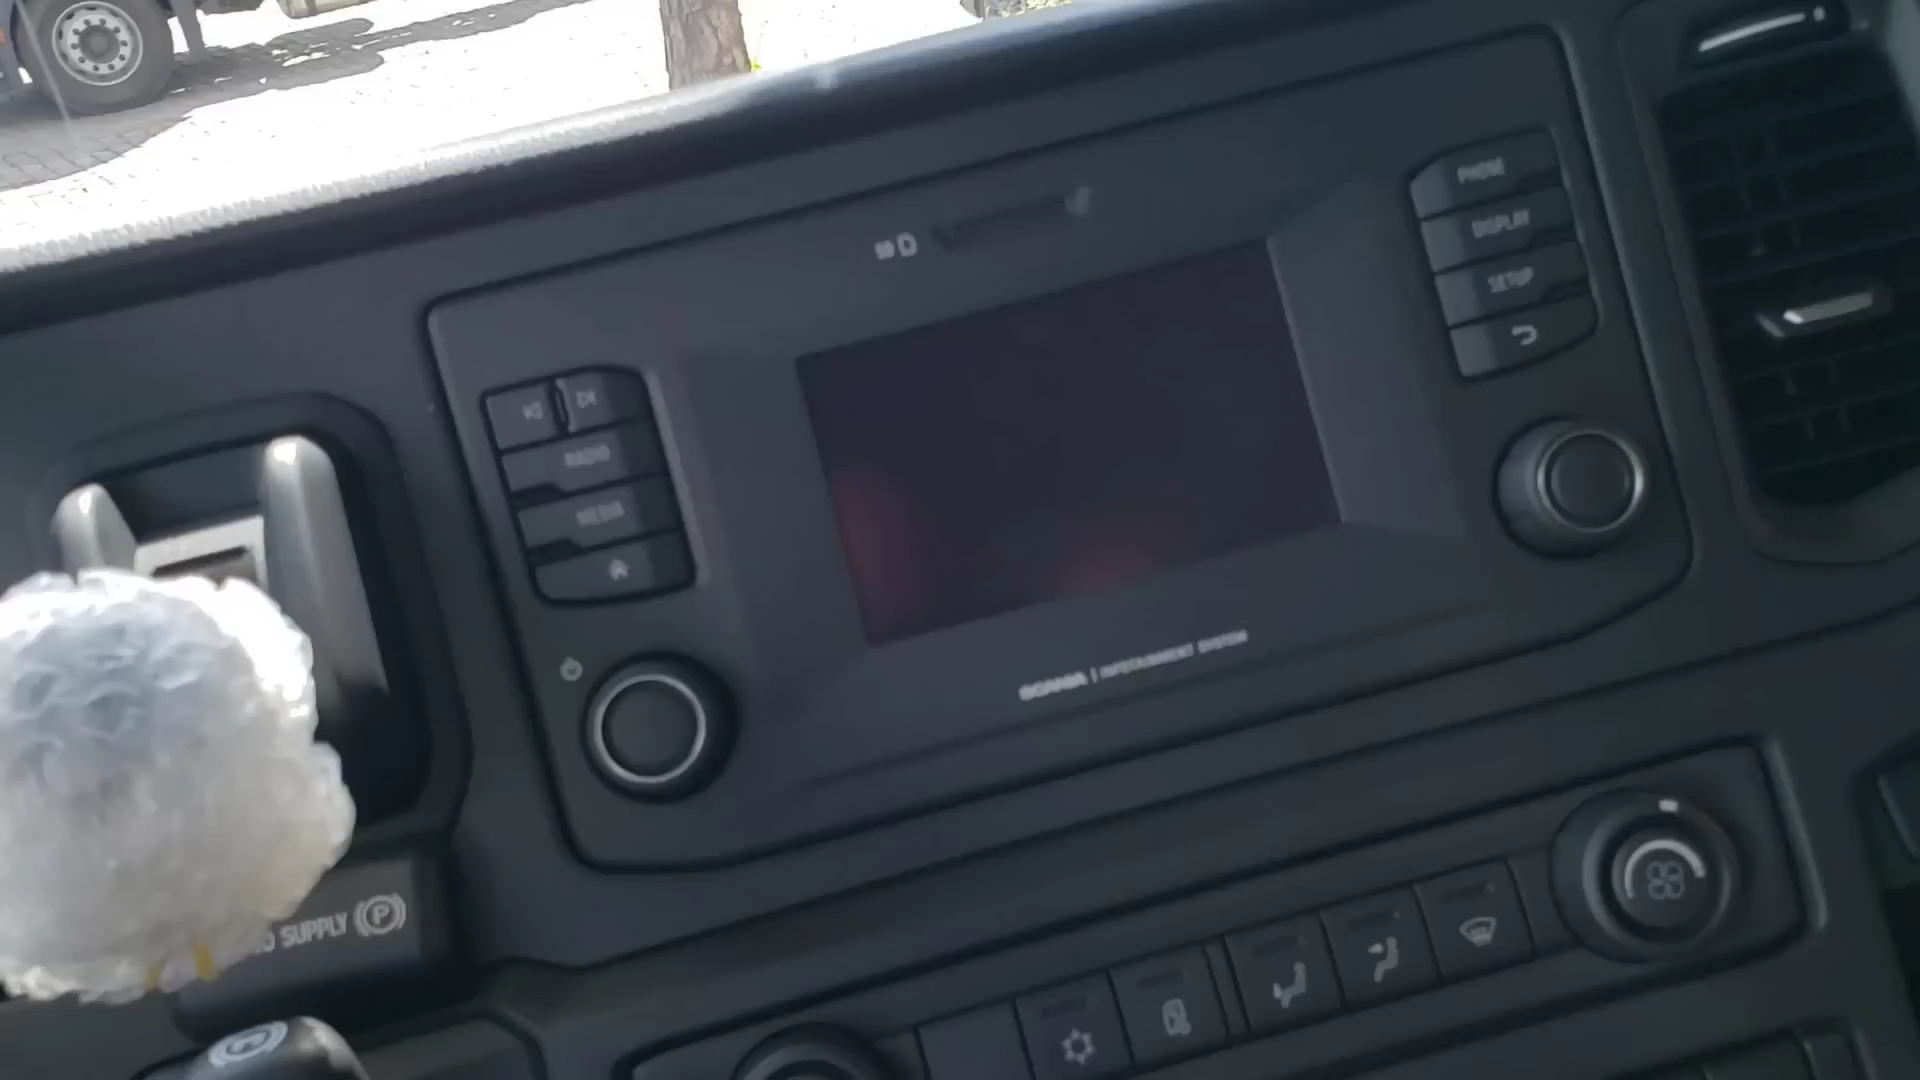 PHONE
DISPLAY
SETUP
RADIO
MEDIA
SCANIA | INFOTAINMENT SYSTEM
SUPPLY (P)